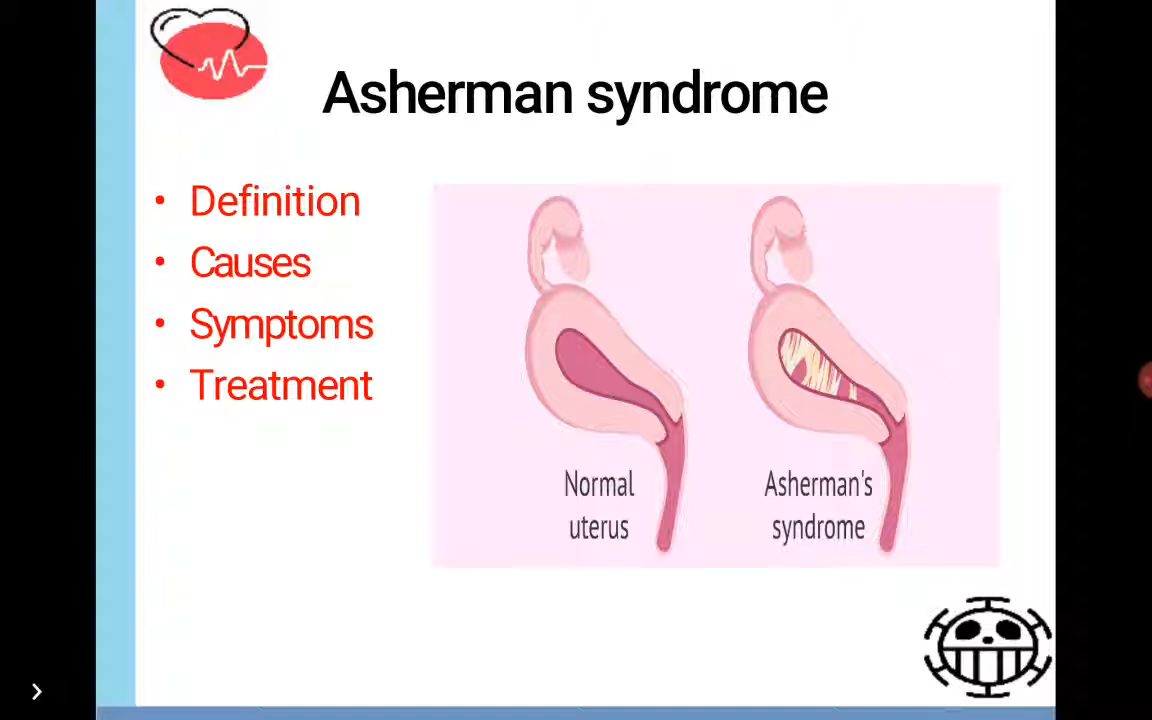 Asherman syndrome
• Definition
• Causes
• Symptoms
• Treatment
Normal
uterus
Asherman's
syndrome